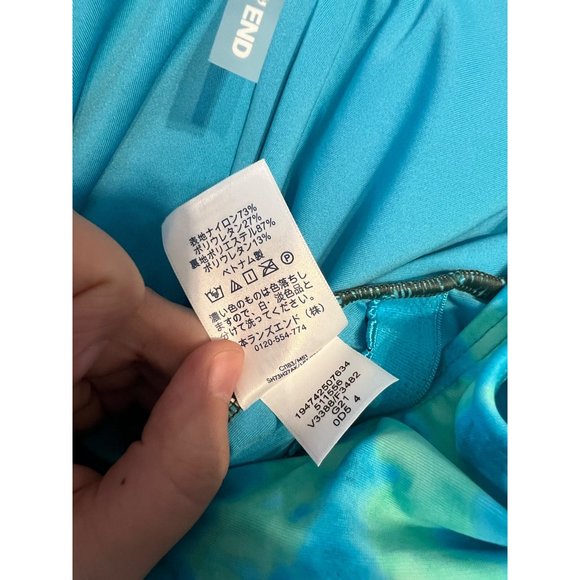 END
表地ナイロン73%
ポリウレタン27%
裏地ポリエステル87%
ポリウレタン13%
ベトナム製
濃い色のものは色落ちし
ますので、白・淡色品と
分けて洗ってください。
本ランズエンド（株）
0120-554-774
194742507834
511556
V3388/F3482
G21
0D5 4